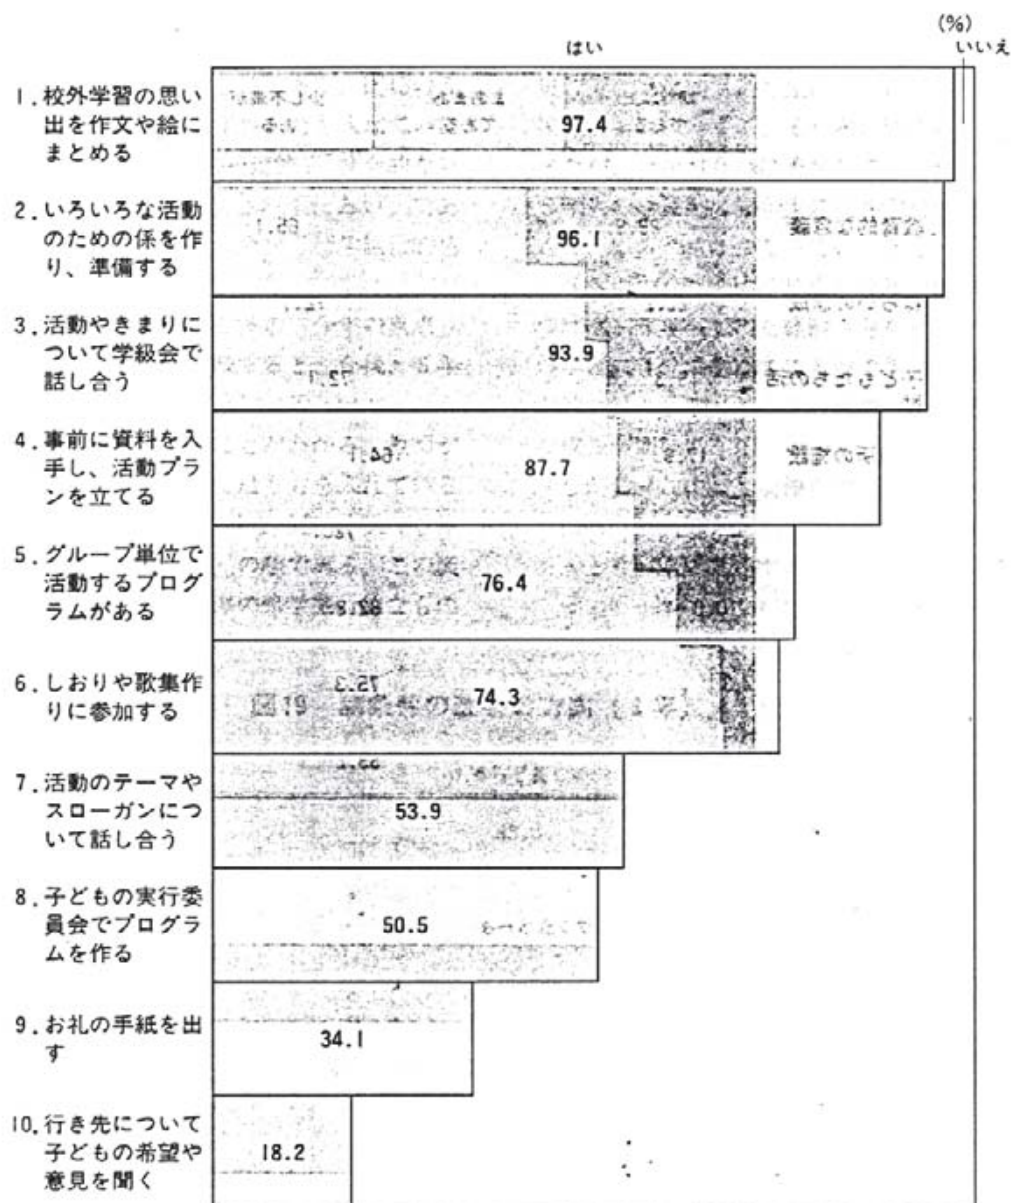 (%)
はい
いいえ
1.校外学習の思い
出を作文や絵に
まとめる
97.4
2.いろいろな活動
のための係を作
り、準備する
96.1
3.活動やきまりに
ついて学級会で
話し合う
93.9
4.事前に資料を入
手し、活動プラ
ンを立てる
87.7
5.グループ単位で
活動するプログ
ラムがある
76.4
6.しおりや歌集作
りに参加する
74.3
7.活動のテーマや
スローガンにつ
いて話し合う
53.9
8.子どもの実行委
員会でプログラ
ムを作る
50.5
9.お礼の手紙を出
す
34.1
10.行き先について
子どもの希望や
意見を聞く
18.2